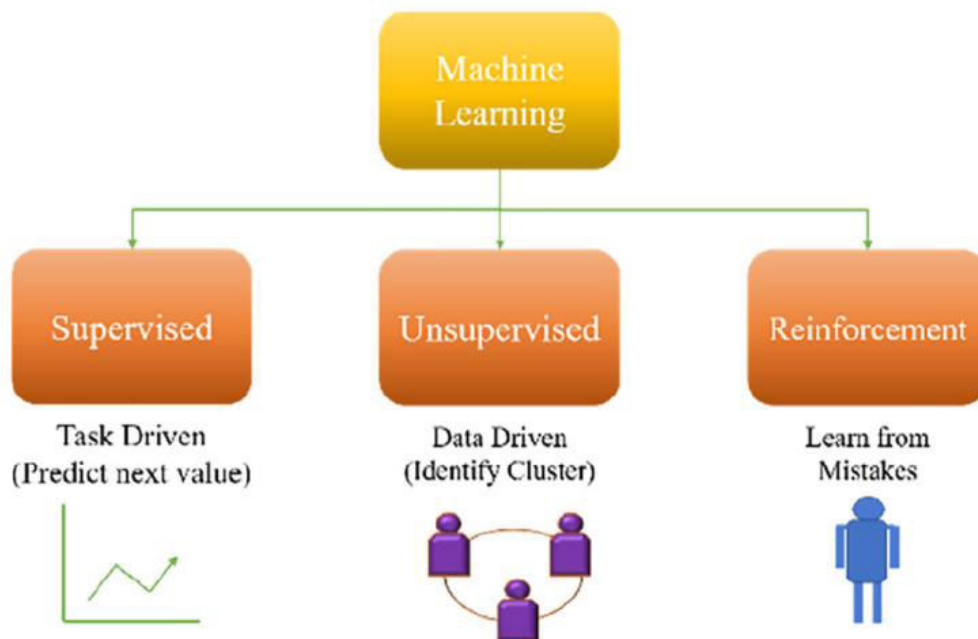 Machine
Learning
Supervised
Unsupervised
Reinforcement
Task Driven
(Predict next value)
Data Driven
(Identify Cluster)
Learn from
Mistakes